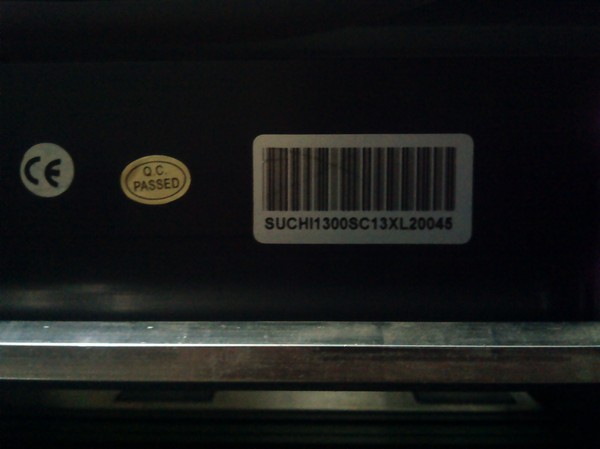 CE
Q.C.
PASSED
SUCHI1300SC13XL20045